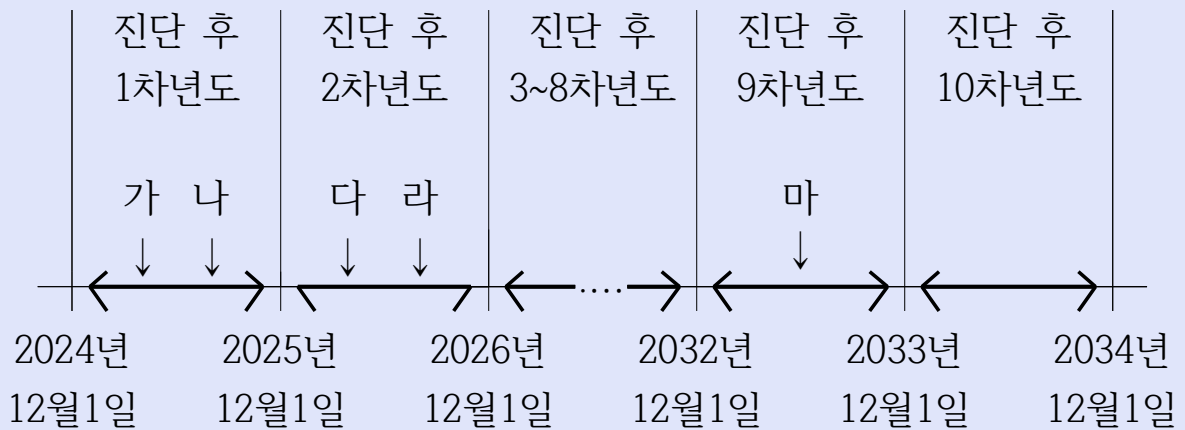 진단 후 진단 후 진단 후 진단 후 진단 후
1차년도 2차년도 3~8차년도 9차년도 10차년도
가 나 다 라 마
2024년 2025년 2026년 2032년 2033년 2034년
12월1일 12월1일 12월1일 12월1일 12월1일 12월1일